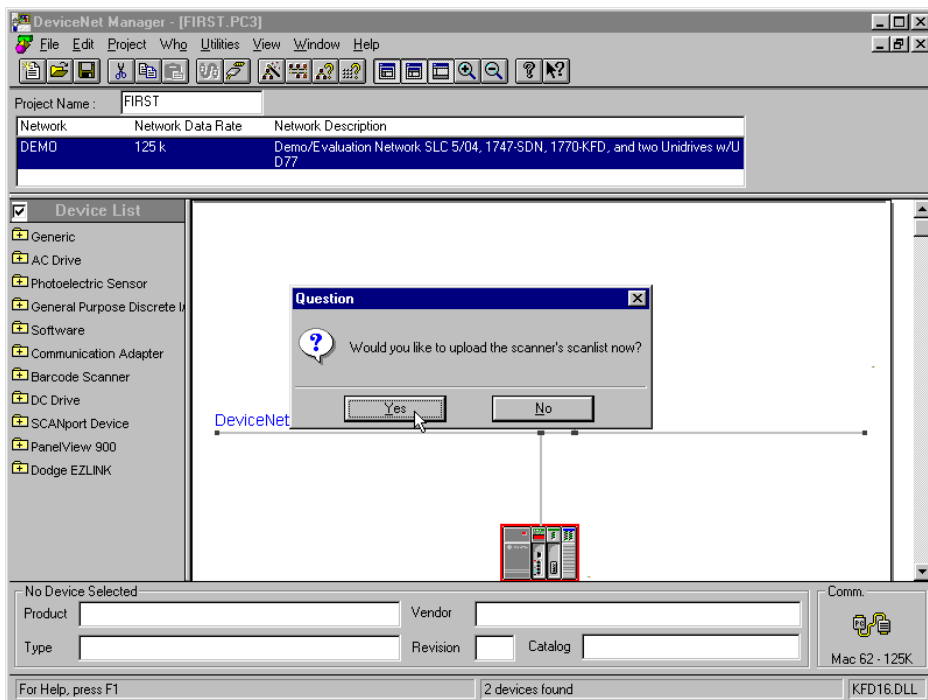 DeviceNet Manager - [FIRST.PC3]
File Edit Project Who Utilities View Window Help
Project Name : FIRST
Network Network Data Rate Network Description
DEMO 125 k Demo/Evaluation Network SLC 5/04, 1747-SDN, 1770-KFD, and two Unidrives w/U
D77
Device List
Generic
AC Drive
Photoelectric Sensor
General Purpose Discrete I/
Software
Communication Adapter
Barcode Scanner
DC Drive
SCANport Device
PanelView 900
Dodge EZLINK
Question
Would you like to upload the scanner's scanlist now?
Yes No
DeviceNet
No Device Selected
Product Vendor
Type Revision Catalog
Comm.
Mac 62 - 125K
For Help, press F1 2 devices found KFD16.DLL